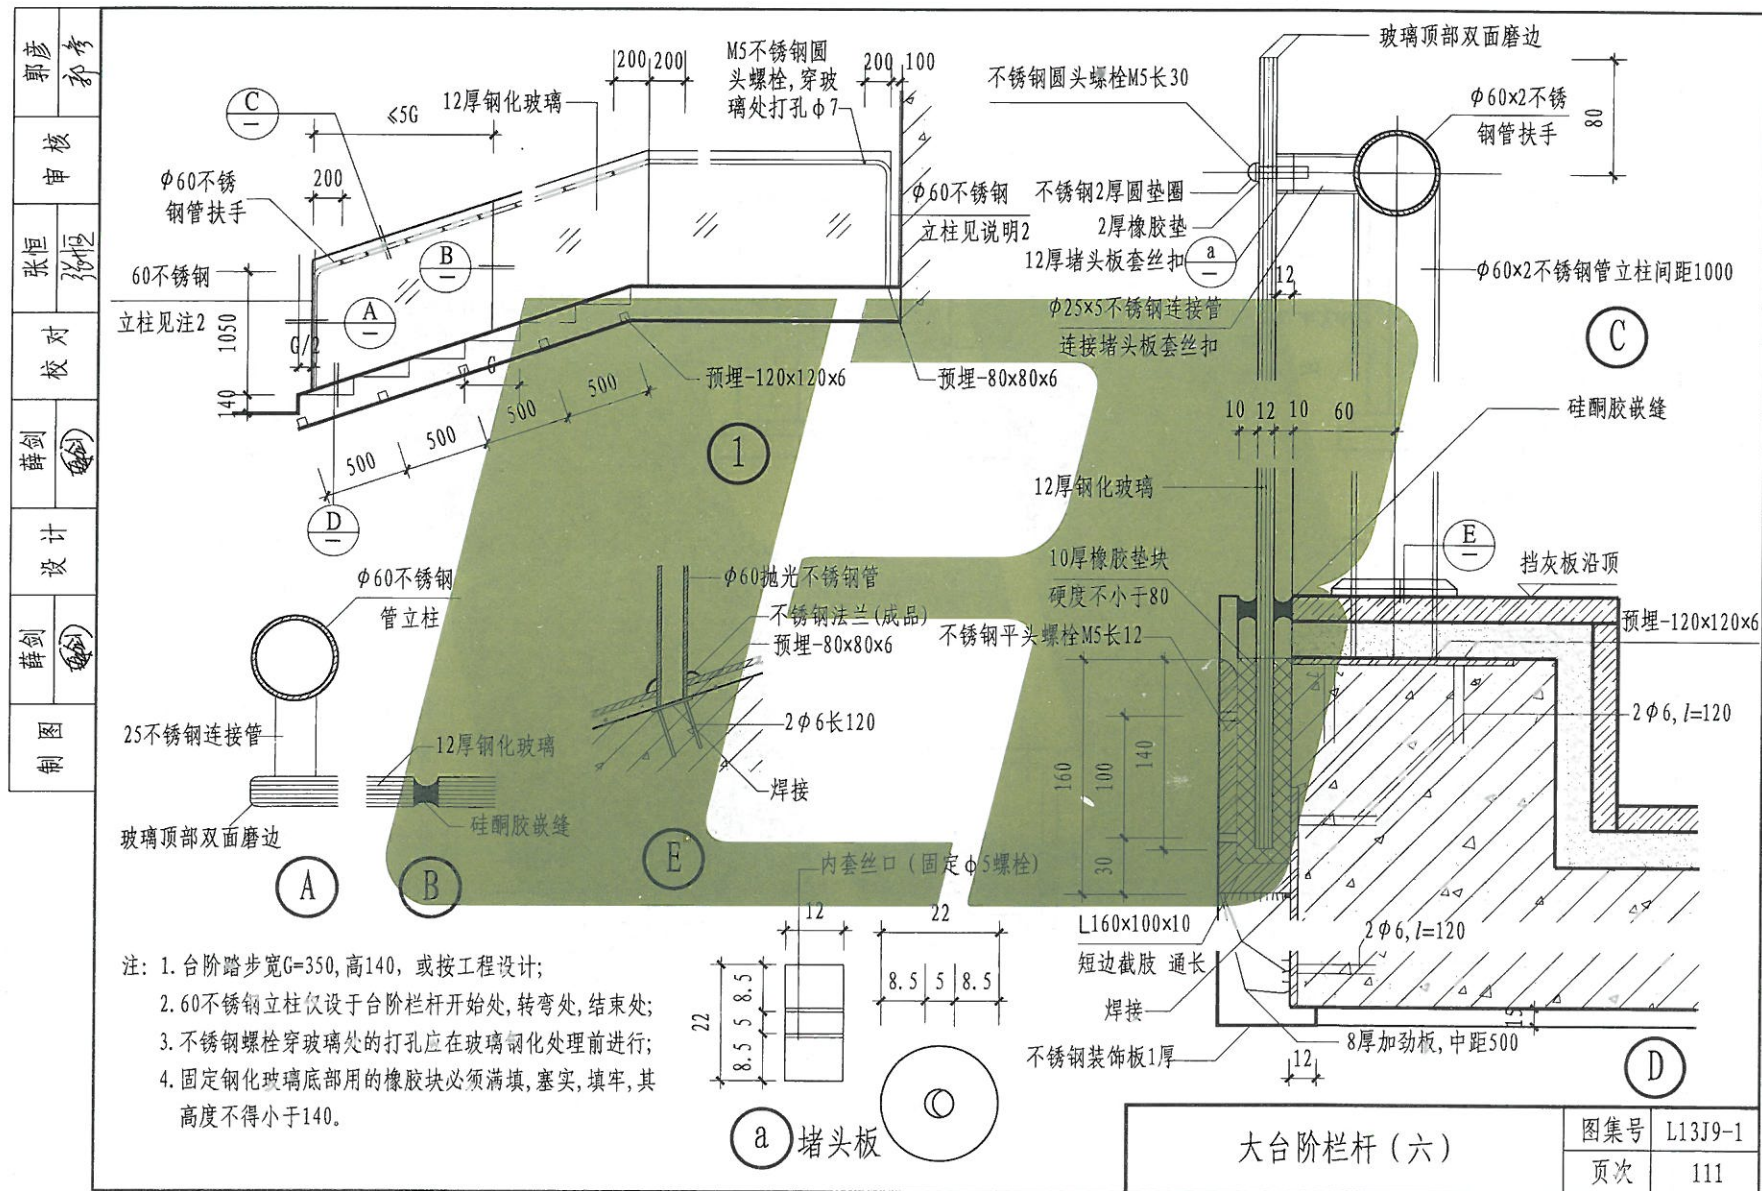 郭彦
审核
张恒
校对
薛剑
设计
薛剑
制图
C
≤5G
12厚钢化玻璃
200
200
M5不锈钢圆
头螺栓,穿玻
璃处打孔φ7
200
100
φ60不锈
钢管扶手
200
60不锈钢
立柱见注2
1050
140
G/2
A
B
G
500
500
500
500
D
预埋-120×120×6
预埋-80×80×6
φ60不锈钢
立柱见说明2
1
玻璃顶部双面磨边
不锈钢圆头螺栓M5长30
φ60×2不锈
钢管扶手
80
不锈钢2厚圆垫圈
2厚橡胶垫
12厚堵头板套丝扣
a
12
φ60×2不锈钢管立柱间距1000
φ25×5不锈钢连接管
连接堵头板套丝扣
C
硅酮胶嵌缝
10
12
10
60
12厚钢化玻璃
E
10厚橡胶垫块
硬度不小于80
挡灰板沿顶
不锈钢平头螺栓M5长12
预埋-120×120×6
2φ6,l=120
160
100
140
30
L160×100×10
短边截肢 通长
2φ6,l=120
焊接
不锈钢装饰板1厚
8厚加劲板,中距500
12
15
D
φ60不锈钢
管立柱
25不锈钢连接管
12厚钢化玻璃
玻璃顶部双面磨边
硅酮胶嵌缝
A
B
φ60抛光不锈钢管
不锈钢法兰(成品)
预埋-80×80×6
2φ6长120
焊接
E
内套丝口(固定φ5螺栓)
12
22
8.5
5
8.5
22
8.5
5
8.5
a 堵头板
注: 1. 台阶踏步宽G=350,高140, 或按工程设计;
2. 60不锈钢立柱仅设于台阶栏杆开始处,转弯处,结束处;
3. 不锈钢螺栓穿玻璃处的打孔应在玻璃钢化处理前进行;
4. 固定钢化玻璃底部用的橡胶块必须满填,塞实,填牢,其
高度不得小于140。
大台阶栏杆(六)
图集号 L13J9-1
页次 111